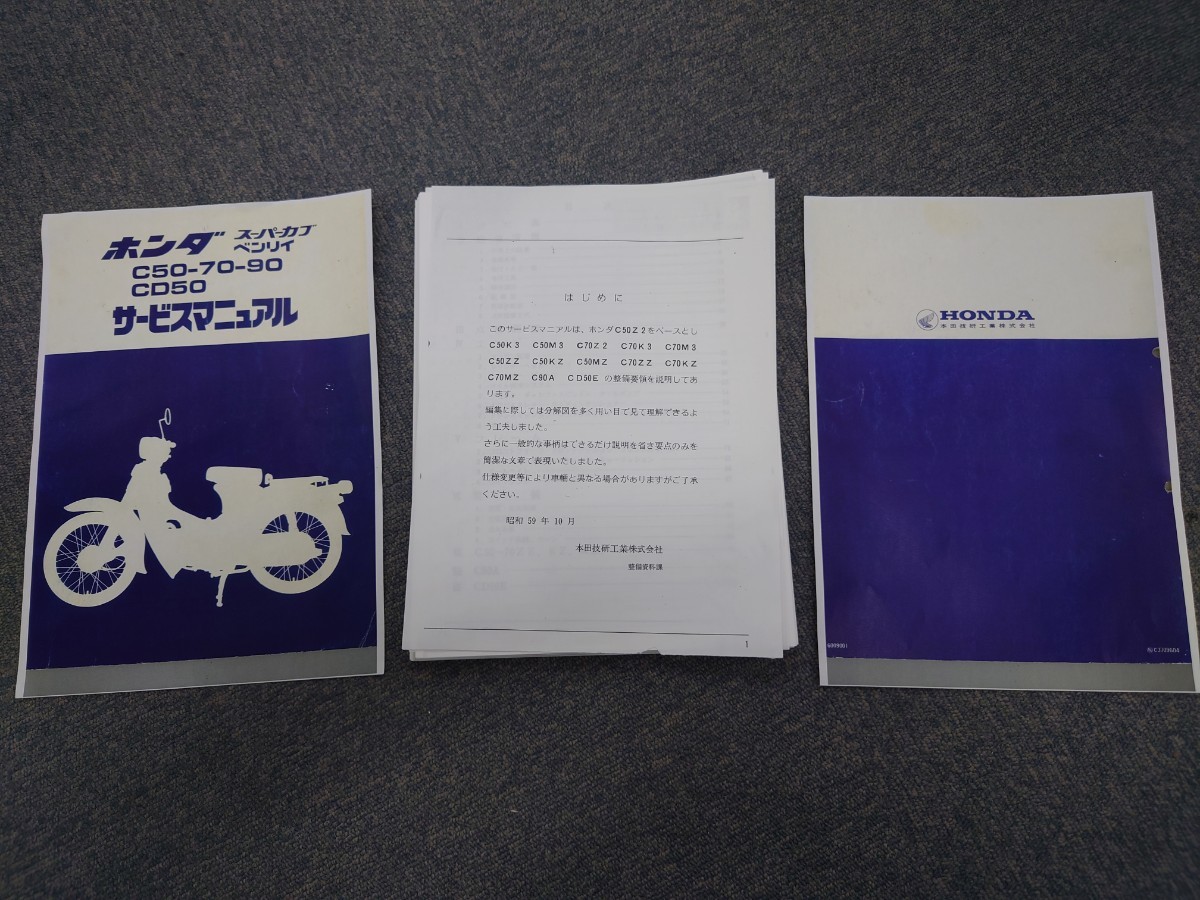 ホンダ スーパーカブ
ベンリイ
C50-70-90
CD50
サービスマニュアル
はじめに
このサービスマニアルは、ホンダC50Z2をベースとし
C50K3 C50M3 C70Z2 C70K3 C70M3
C50ZZ C50KZ C50MZ C70ZZ C70KZ
C70MZ C90A CD50E の整備要領を説明してあ
ります。
編集に際しては分解図を多く用い目で見て理解できるよ
う工夫しました。
さらに一般的な事柄はできるだけ説明を省き要点のみを
簡潔な文章で表現いたしました。
仕様変更等により車輌と異なる場合がありますがご了承
ください。
昭和 59 年 10 月
本田技研工業株式会社
整備資料課
1
HONDA
本田技研工業株式会社